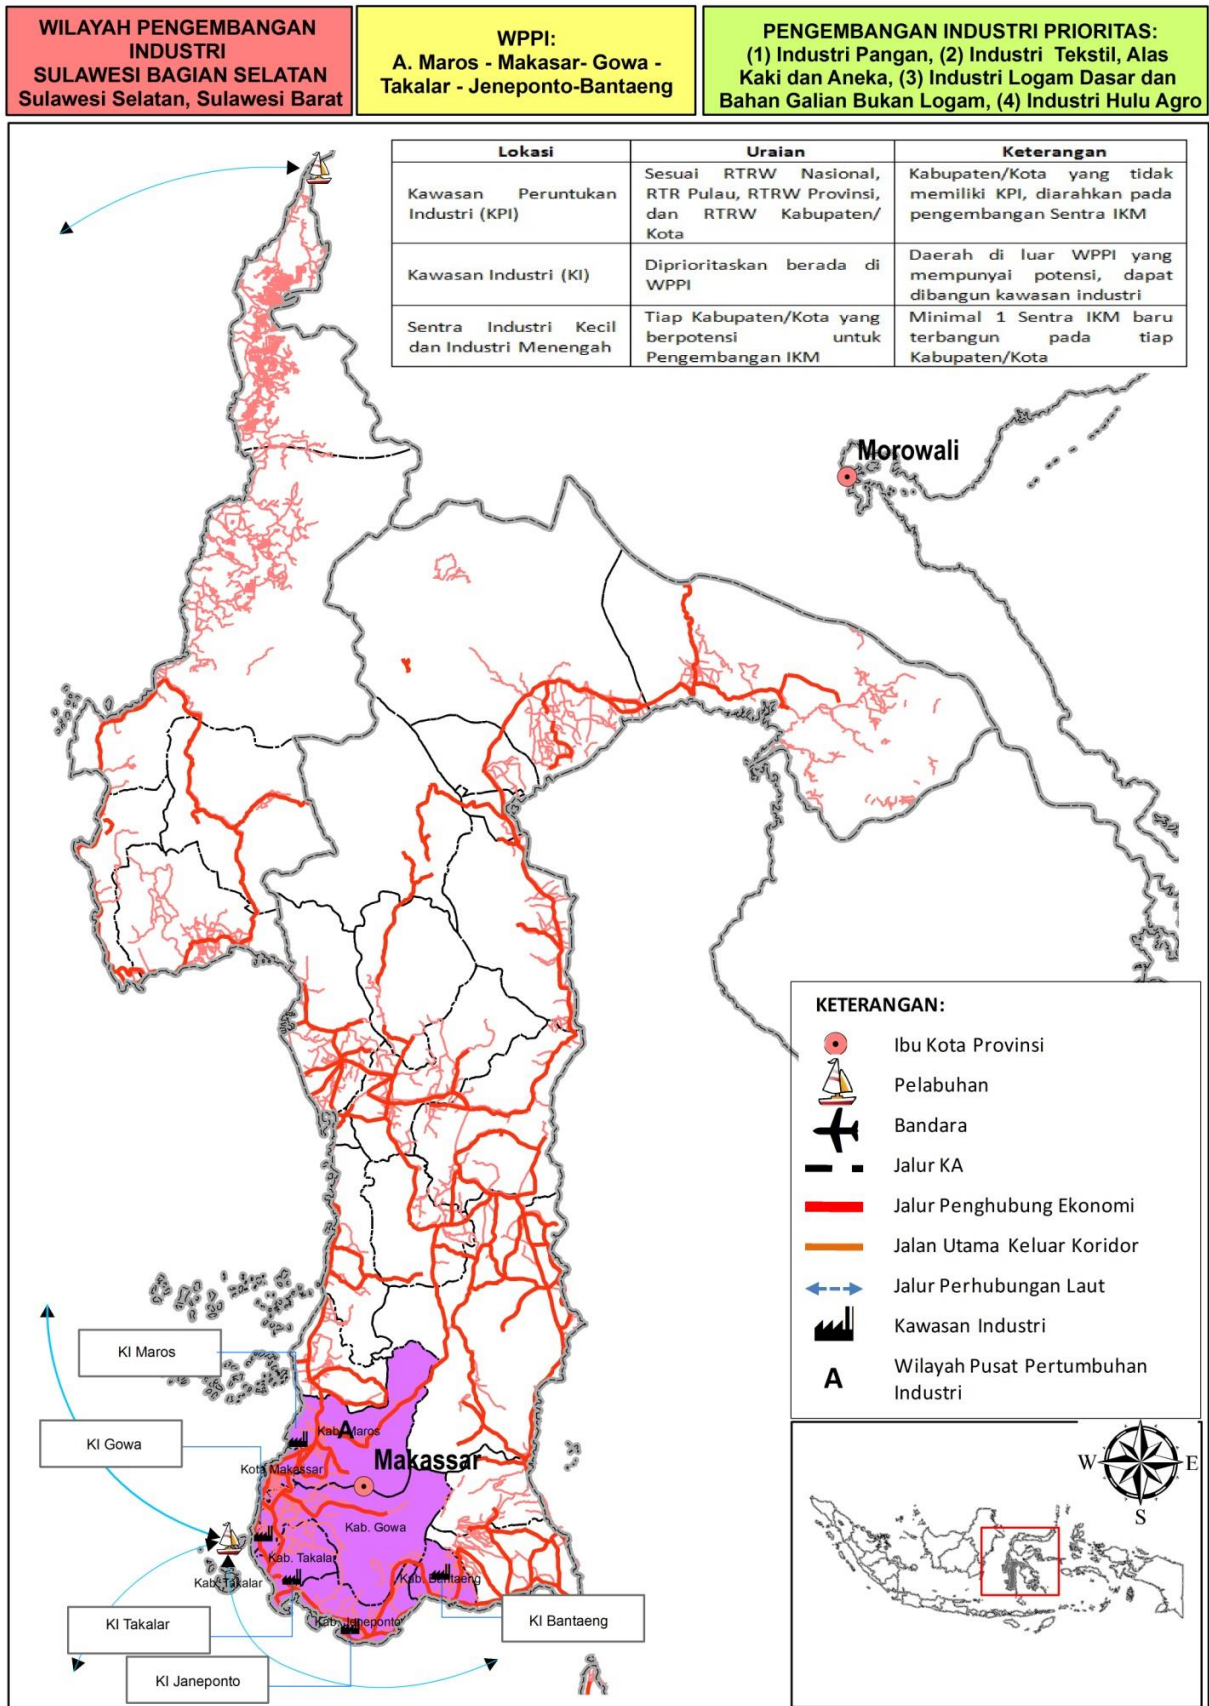 WILAYAH PENGEMBANGAN
INDUSTRI
SULAWESI BAGIAN SELATAN
Sulawesi Selatan, Sulawesi Barat
WPPI:
A. Maros - Makasar- Gowa -
Takalar - Jeneponto-Bantaeng
PENGEMBANGAN INDUSTRI PRIORITAS:
(1) Industri Pangan, (2) Industri Tekstil, Alas
Kaki dan Aneka, (3) Industri Logam Dasar dan
Bahan Galian Bukan Logam, (4) Industri Hulu Agro
Lokasi
Uraian
Keterangan
Kawasan Peruntukan
Industri (KPI)
Sesuai RTRW Nasional,
RTR Pulau, RTRW Provinsi,
dan RTRW Kabupaten/
Kota
Kabupaten/Kota yang tidak
memiliki KPI, diarahkan pada
pengembangan Sentra IKM
Kawasan Industri (KI)
Diprioritaskan berada di
WPPI
Daerah di luar WPPI yang
mempunyai potensi, dapat
dibangun kawasan industri
Sentra Industri Kecil
dan Industri Menengah
Tiap Kabupaten/Kota yang
berpotensi untuk
Pengembangan IKM
Minimal 1 Sentra IKM baru
terbangun pada tiap
Kabupaten/Kota
Morowali
KETERANGAN:
Ibu Kota Provinsi
Pelabuhan
Bandara
Jalur KA
Jalur Penghubung Ekonomi
Jalan Utama Keluar Koridor
Jalur Perhubungan Laut
Kawasan Industri
A
Wilayah Pusat Pertumbuhan
Industri
KI Maros
KI Gowa
A
Kab. Maros
Makassar
Kota Makassar
Kab. Gowa
Kab. Takalar
Kab. Takalar
Kab. Bantaeng
Kab. Jeneponto
KI Takalar
KI Bantaeng
KI Janeponto
W
E
S